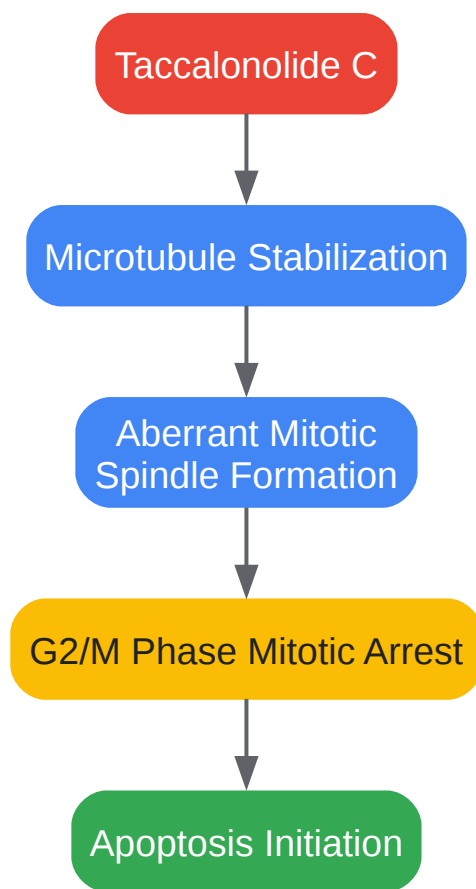 Taccalonolide C
Microtubule Stabilization
Aberrant Mitotic
Spindle Formation
G2/M Phase Mitotic Arrest
Apoptosis Initiation